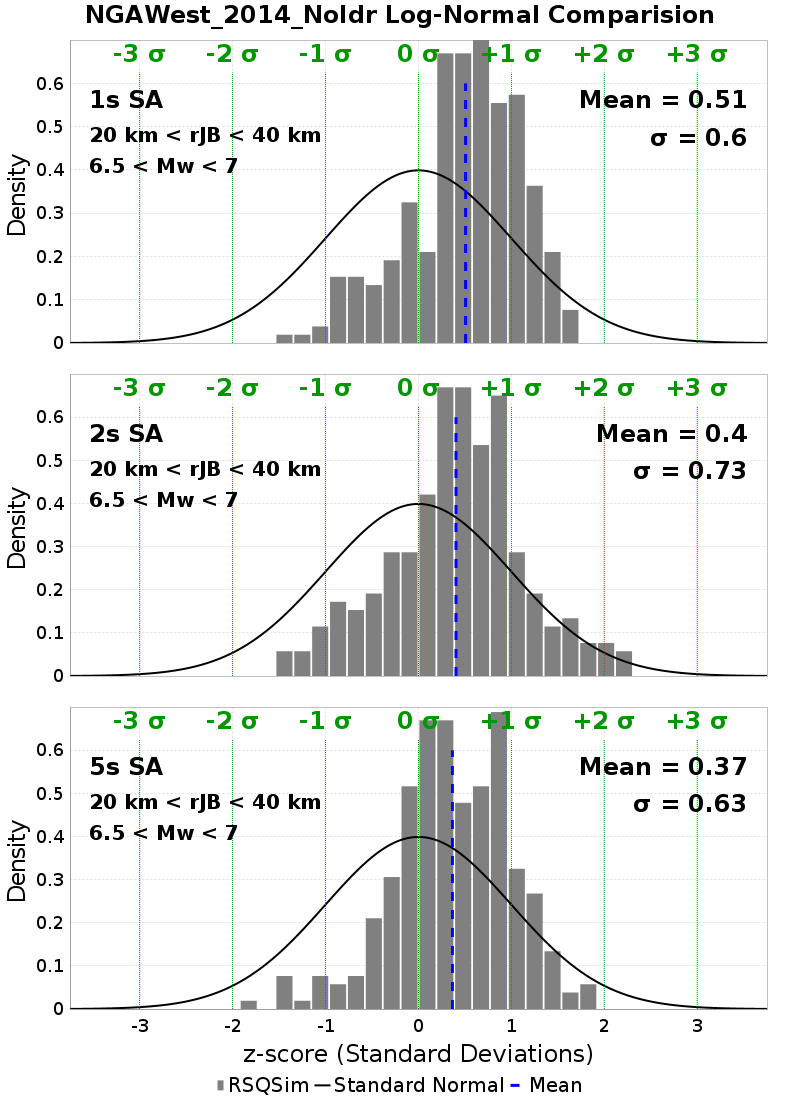 NGAWest_2014_NoIdr Log-Normal Comparision
-3 σ -2 σ -1 σ 0 σ +1 σ +2 σ +3 σ
1s SA
Mean = 0.51
20 km < rJB < 40 km
σ = 0.6
6.5 < Mw < 7
Density
0.6
0.5
0.4
0.3
0.2
0.1
0
-3 σ -2 σ -1 σ 0 σ +1 σ +2 σ +3 σ
2s SA
Mean = 0.4
20 km < rJB < 40 km
σ = 0.73
6.5 < Mw < 7
Density
0.6
0.5
0.4
0.3
0.2
0.1
0
-3 σ -2 σ -1 σ 0 σ +1 σ +2 σ +3 σ
5s SA
Mean = 0.37
20 km < rJB < 40 km
σ = 0.63
6.5 < Mw < 7
Density
0.6
0.5
0.4
0.3
0.2
0.1
0
-3 -2 -1 0 1 2 3
z-score (Standard Deviations)
RSQSim Standard Normal Mean